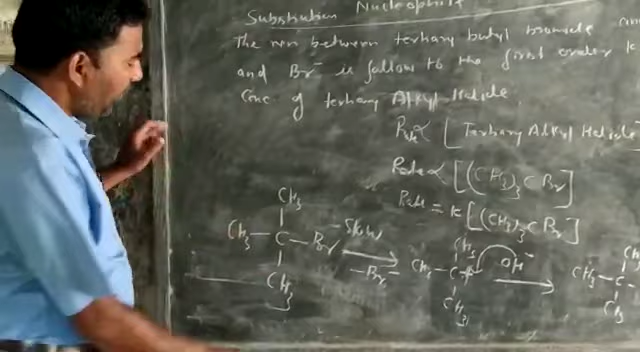 Substitution Nucleophilic
The rxn between tertiary butyl bromide
and Br⁻ is follow to the first order
Conc of tertiary Alkyl Halide.
Rate ∝ [Tertiary Alkyl Halide]
Rate ∝ [(CH₃)₃ C Br]
Rate = K [(CH₃)₃ C Br]
CH₃ CH₃ CH₃
CH₃ — C — Br Slow CH₃ — C + OH⁻ CH₃ — C —
— Br⁻
CH₃ CH₃ CH₃